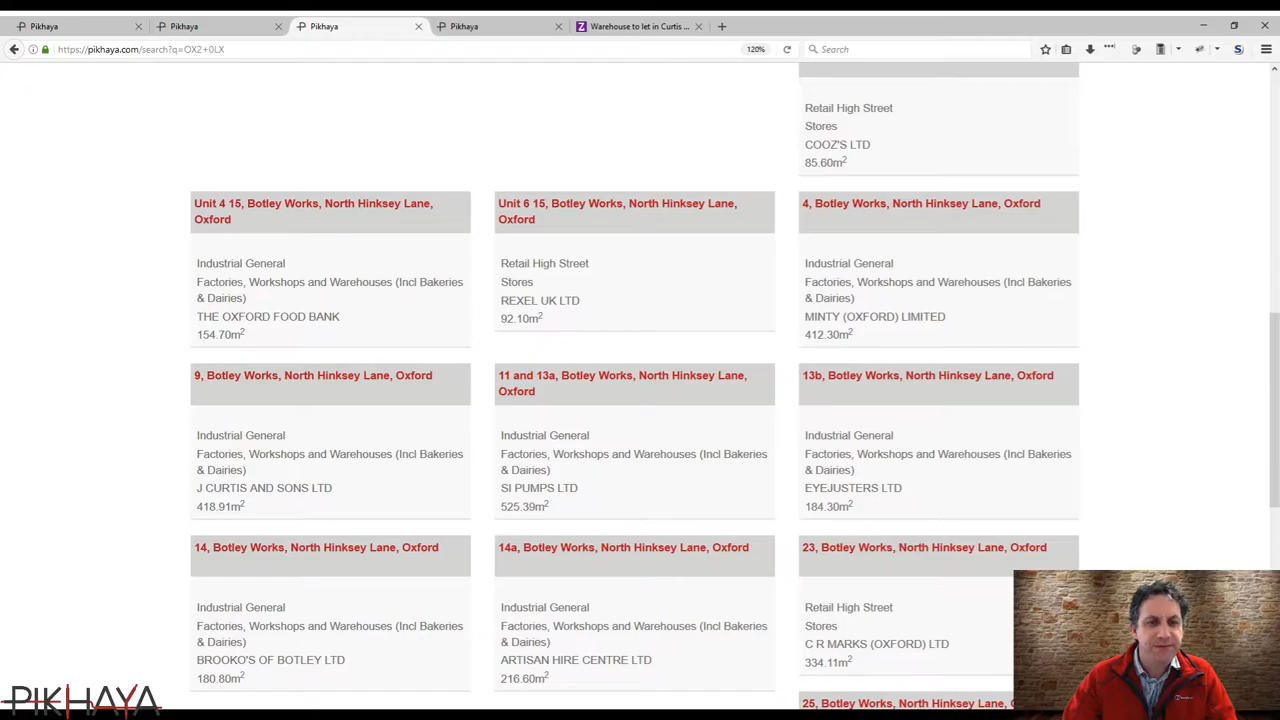 Pikhaya
Pikhaya
Pikhaya
Pikhaya
Warehouse to let in Curtis ...
https://pikhaya.com/search?q=OX2+0LX
120%
Search
Retail High Street
Stores
COOZ'S LTD
85.60m2
Unit 4 15, Botley Works, North Hinksey Lane,
Oxford
Industrial General
Factories, Workshops and Warehouses (Incl Bakeries
& Dairies)
THE OXFORD FOOD BANK
154.70m2
Unit 6 15, Botley Works, North Hinksey Lane,
Oxford
Retail High Street
Stores
REXEL UK LTD
92.10m2
4, Botley Works, North Hinksey Lane, Oxford
Industrial General
Factories, Workshops and Warehouses (Incl Bakeries
& Dairies)
MINTY (OXFORD) LIMITED
412.30m2
9, Botley Works, North Hinksey Lane, Oxford
Industrial General
Factories, Workshops and Warehouses (Incl Bakeries
& Dairies)
J CURTIS AND SONS LTD
418.91m2
11 and 13a, Botley Works, North Hinksey Lane,
Oxford
Industrial General
Factories, Workshops and Warehouses (Incl Bakeries
& Dairies)
SI PUMPS LTD
525.39m2
13b, Botley Works, North Hinksey Lane, Oxford
Industrial General
Factories, Workshops and Warehouses (Incl Bakeries
& Dairies)
EYEJUSTERS LTD
184.30m2
14, Botley Works, North Hinksey Lane, Oxford
Industrial General
Factories, Workshops and Warehouses (Incl Bakeries
& Dairies)
BROOKO'S OF BOTLEY LTD
180.80m2
14a, Botley Works, North Hinksey Lane, Oxford
Industrial General
Factories, Workshops and Warehouses (Incl Bakeries
& Dairies)
ARTISAN HIRE CENTRE LTD
216.60m2
23, Botley Works, North Hinksey Lane, Oxford
Retail High Street
Stores
C R MARKS (OXFORD) LTD
334.11m2
25, Botley Works, North Hinksey Lane,
PIKHAYA